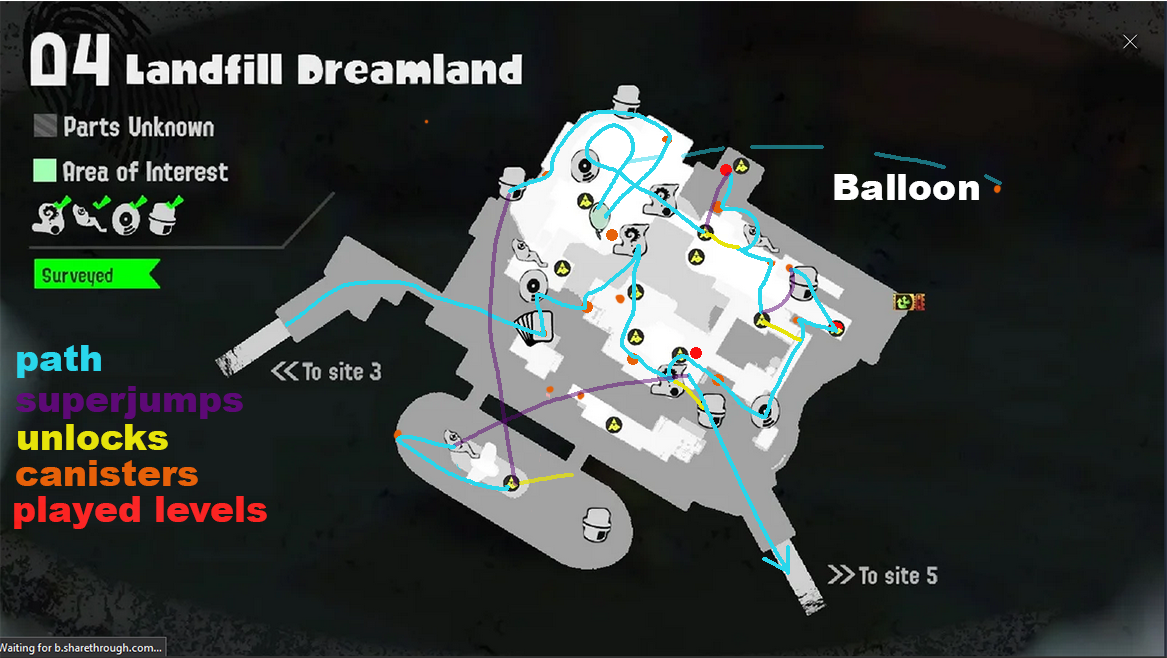 04 Landfill Dreamland
Parts Unknown
Area of Interest
Surveyed
Balloon
<< To site 3
path
superjumps
unlocks
canisters
played levels
>> To site 5
Waiting for b.sharethrough.com...